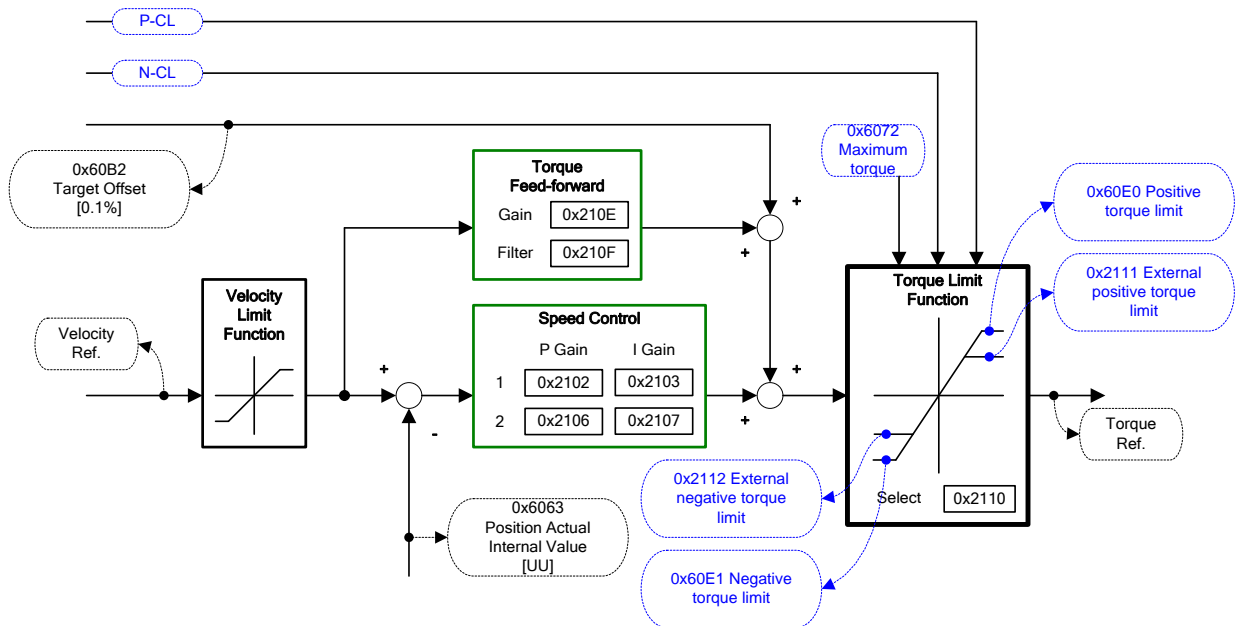 P-CL
N-CL
0x60B2
Target Offset
[0.1%]
Torque
Feed-forward
Gain 0x210E
Filter 0x210F
0x6072
Maximum
torque
0x60E0 Positive
torque limit
0x2111 External
positive torque
limit
Velocity
Ref.
Velocity
Limit
Function
Speed Control
P Gain I Gain
1 0x2102 0x2103
2 0x2106 0x2107
+
-
+
+
+
+
Torque Limit
Function
Select 0x2110
Torque
Ref.
0x2112 External
negative torque
limit
0x60E1 Negative
torque limit
0x6063
Position Actual
Internal Value
[UU]